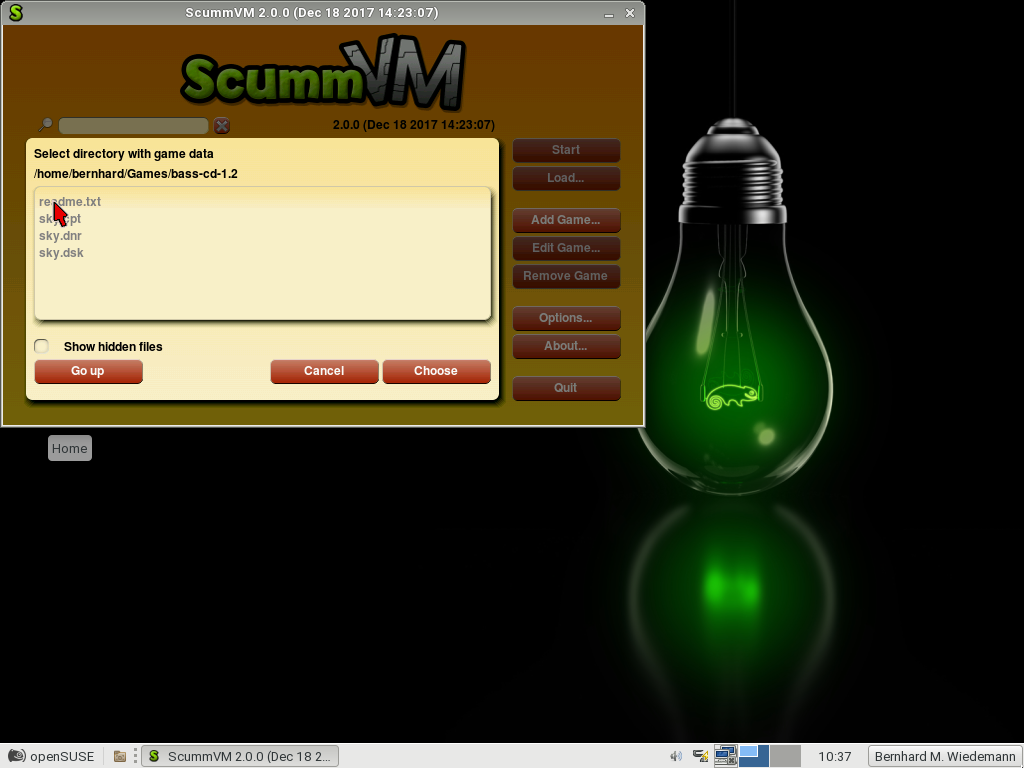 ScummVM 2.0.0 (Dec 18 2017 14:23:07)
ScummVM
2.0.0 (Dec 18 2017 14:23:07)
Select directory with game data
/home/bernhard/Games/bass-cd-1.2
readme.txt
sky.dnr
sky.dsk
Show hidden files
Go up
Cancel
Choose
Start
Load...
Add Game...
Edit Game...
Remove Game
Options...
About...
Quit
Home
openSUSE
ScummVM 2.0.0 (Dec 18 2...
10:37
Bernhard M. Wiedemann